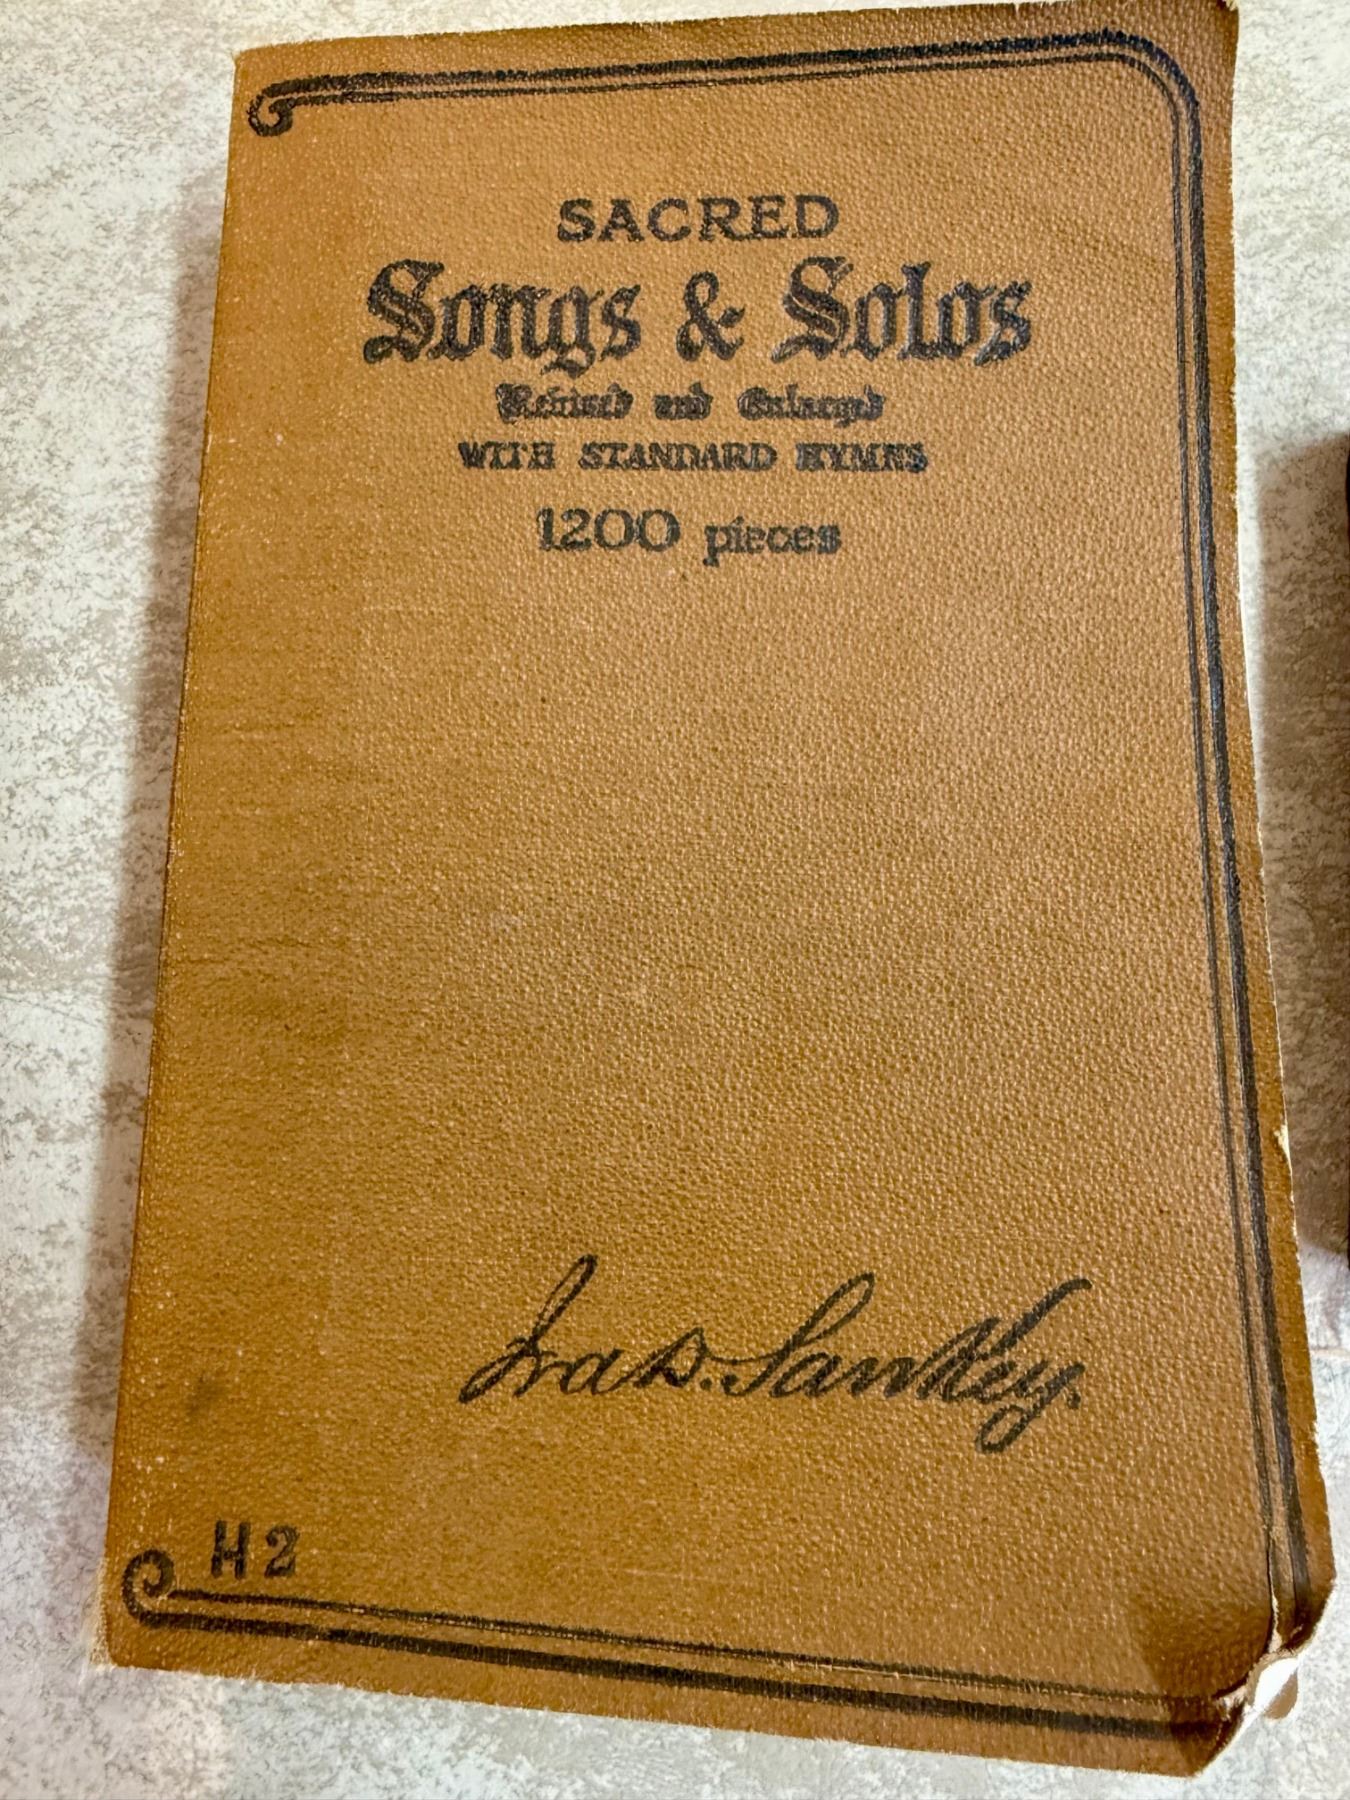 SACRED
Songs & Solos
Revised and Enlarged
WITH STANDARD HYMNS
1200 pieces
Ira D. Sankey.
H2